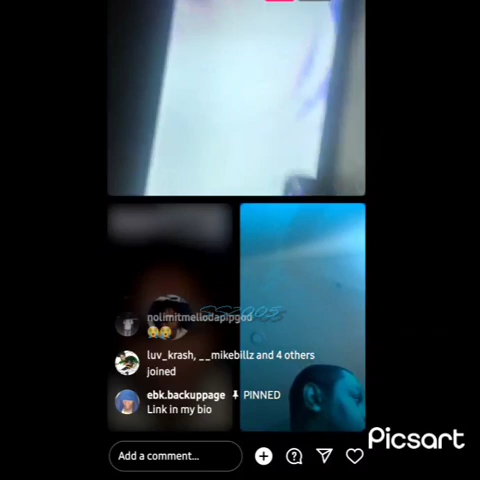 nolimitmellodapipgod
😭😭
luv_krash, __mikebillz and 4 others
joined
ebk.backuppage PINNED
Link in my bio
Add a comment...
Picsart